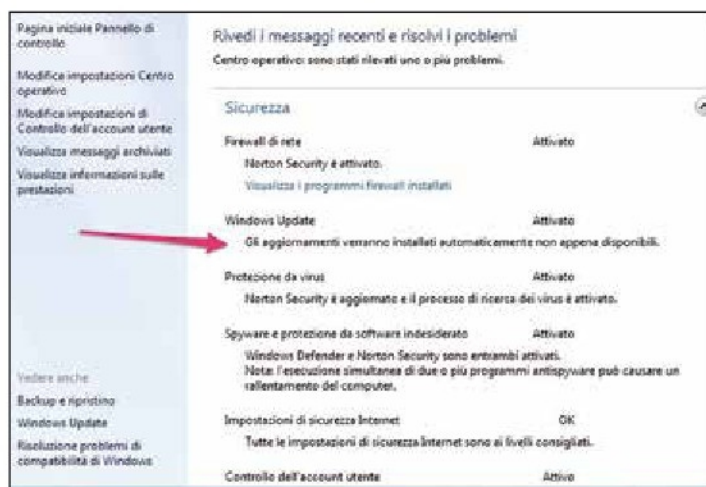 Pagina iniziale Pannello di
controllo
Modifica impostazioni Centro
operativo
Modifica impostazioni di
Controllo dell'account utente
Visualizza messaggi archiviati
Visualizza informazioni sulle
prestazioni
Vedere anche
Backup e ripristino
Windows Update
Risoluzione problemi di
compatibilità di Windows
Rivedi i messaggi recenti e risolvi i problemi
Centro operativo: sono stati rilevati uno o più problemi.
Sicurezza
Firewall di rete Attivato
Norton Security è attivato.
Visualizza i programmi firewall installati
Windows Update Attivato
Gli aggiornamenti verranno installati automaticamente non appena disponibili.
Protezione da virus Attivato
Norton Security è aggiornato e il processo di ricerca dei virus è attivato.
Spyware e protezione da software indesiderato Attivato
Windows Defender e Norton Security sono entrambi attivati.
Nota: l'esecuzione simultanea di due o più programmi antispyware può causare un
rallentamento del computer.
Impostazioni di sicurezza Internet OK
Tutte le impostazioni di sicurezza Internet sono ai livelli consigliati.
Controllo dell'account utente Attivo